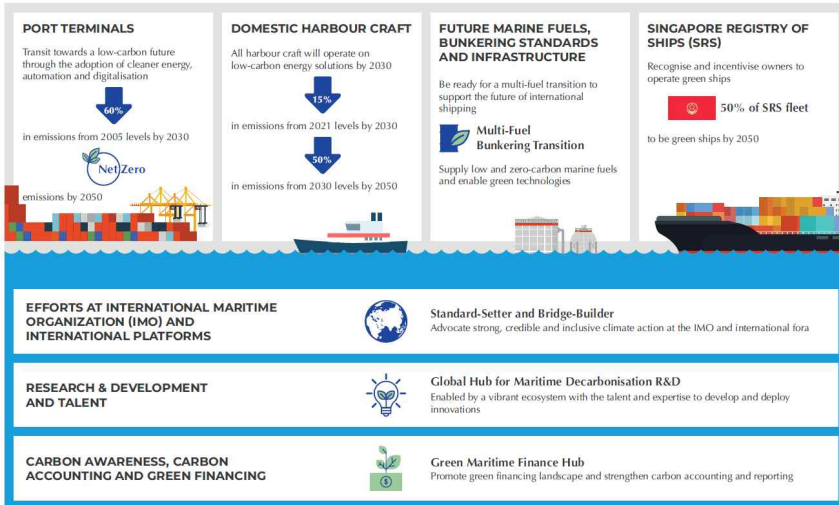 PORT TERMINALS
Transit towards a low-carbon future
through the adoption of cleaner energy,
automation and digitalisation
60%
in emissions from 2005 levels by 2030
Net Zero
emissions by 2050
DOMESTIC HARBOUR CRAFT
All harbour craft will operate on
low-carbon energy solutions by 2030
15%
in emissions from 2021 levels by 2030
50%
in emissions from 2030 levels by 2050
FUTURE MARINE FUELS,
BUNKERING STANDARDS
AND INFRASTRUCTURE
Be ready for a multi-fuel transition to
support the future of international
shipping
Multi-Fuel
Bunkering Transition
Supply low and zero-carbon marine fuels
and enable green technologies
SINGAPORE REGISTRY OF
SHIPS (SRS)
Recognise and incentivise owners to
operate green ships
50% of SRS fleet
to be green ships by 2050
EFFORTS AT INTERNATIONAL MARITIME
ORGANIZATION (IMO) AND
INTERNATIONAL PLATFORMS
Standard-Setter and Bridge-Builder
Advocate strong, credible and inclusive climate action at the IMO and international fora
RESEARCH & DEVELOPMENT
AND TALENT
Global Hub for Maritime Decarbonisation R&D
Enabled by a vibrant ecosystem with the talent and expertise to develop and deploy
innovations
CARBON AWARENESS, CARBON
ACCOUNTING AND GREEN FINANCING
$
Green Maritime Finance Hub
Promote green financing landscape and strengthen carbon accounting and reporting